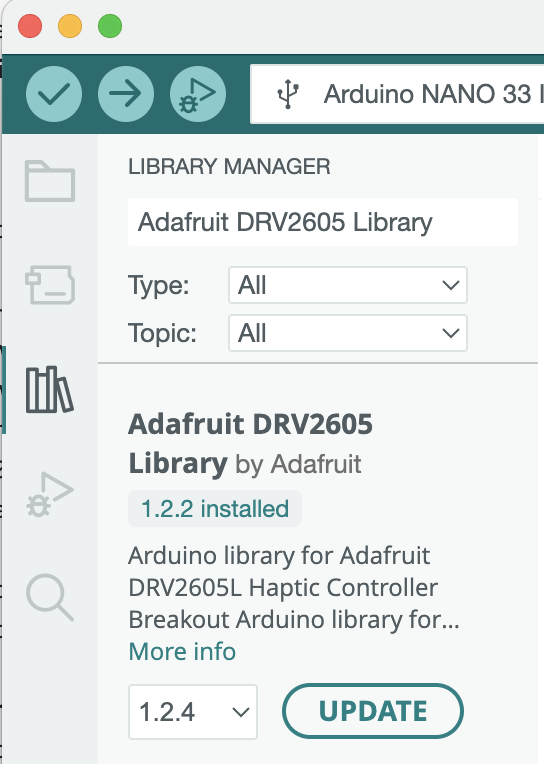 Arduino NANO 33 I
LIBRARY MANAGER
Adafruit DRV2605 Library
Type: All
Topic: All
Adafruit DRV2605
Library by Adafruit
1.2.2 installed
Arduino library for Adafruit
DRV2605L Haptic Controller
Breakout Arduino library for...
More info
1.2.4 UPDATE